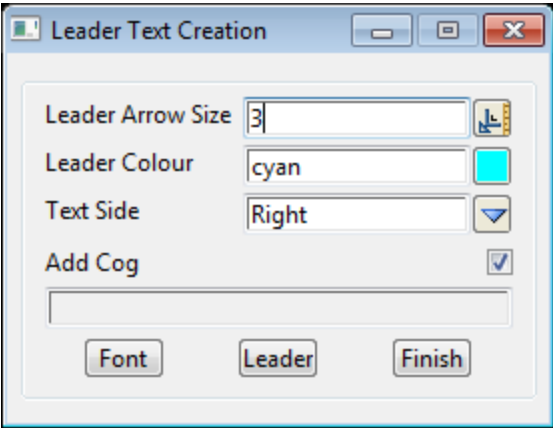 Leader Text Creation
Leader Arrow Size 3
Leader Colour cyan
Text Side Right
Add Cog
Font Leader Finish